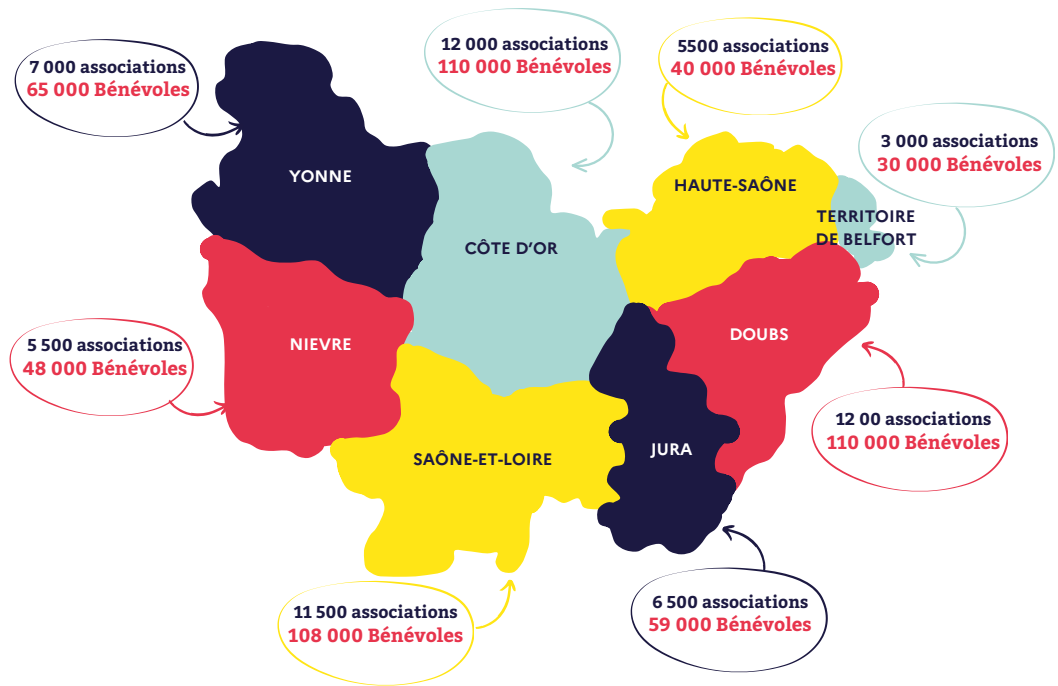 12 000 associations
110 000 Bénévoles
5500 associations
40 000 Bénévoles
7 000 associations
65 000 Bénévoles
3 000 associations
30 000 Bénévoles
YONNE
HAUTE-SAÔNE
TERRITOIRE
DE BELFORT
CÔTE D'OR
DOUBS
NIEVRE
5 500 associations
48 000 Bénévoles
12 00 associations
110 000 Bénévoles
JURA
SAÔNE-ET-LOIRE
11 500 associations
108 000 Bénévoles
6 500 associations
59 000 Bénévoles